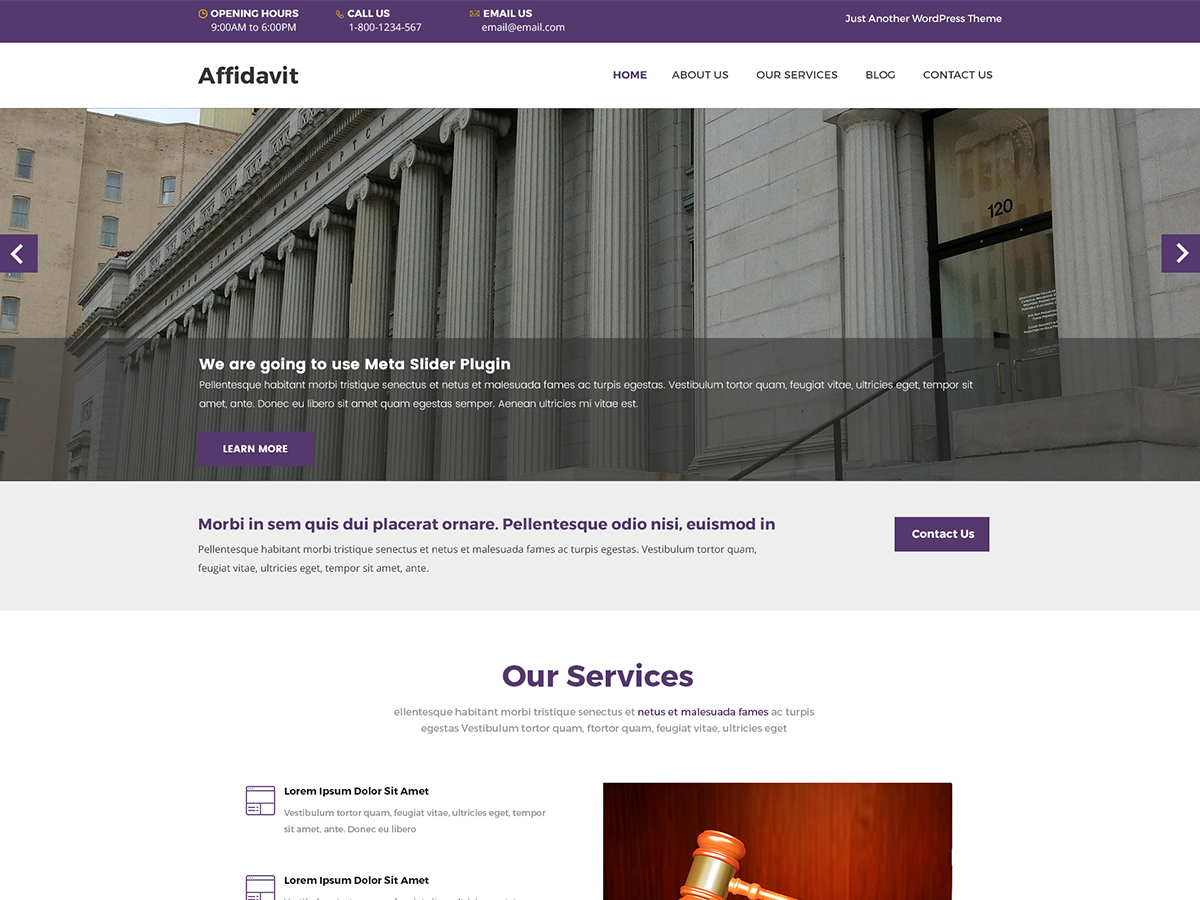 OPENING HOURS
9:00AM to 6:00PM
CALL US
1-800-1234-567
EMAIL US
email@email.com
Just Another WordPress Theme
Affidavit
HOME ABOUT US OUR SERVICES BLOG CONTACT US
UNITED STATES BANKRUPTCY
120
We are going to use Meta Slider Plugin
Pellentesque habitant morbi tristique senectus et netus et malesuada fames ac turpis egestas. Vestibulum tortor quam, feugiat vitae, ultricies eget, tempor sit
amet, ante. Donec eu libero sit amet quam egestas semper. Aenean ultricies mi vitae est.
LEARN MORE
Morbi in sem quis dui placerat ornare. Pellentesque odio nisi, euismod in
Pellentesque habitant morbi tristique senectus et netus et malesuada fames ac turpis egestas. Vestibulum tortor quam,
feugiat vitae, ultricies eget, tempor sit amet, ante.
Contact Us
Our Services
ellentesque habitant morbi tristique senectus et netus et malesuada fames ac turpis
egestas Vestibulum tortor quam, ftortor quam, feugiat vitae, ultricies eget
Lorem Ipsum Dolor Sit Amet
Vestibulum tortor quam, feugiat vitae, ultricies eget, tempor
sit amet, ante. Donec eu libero
Lorem Ipsum Dolor Sit Amet